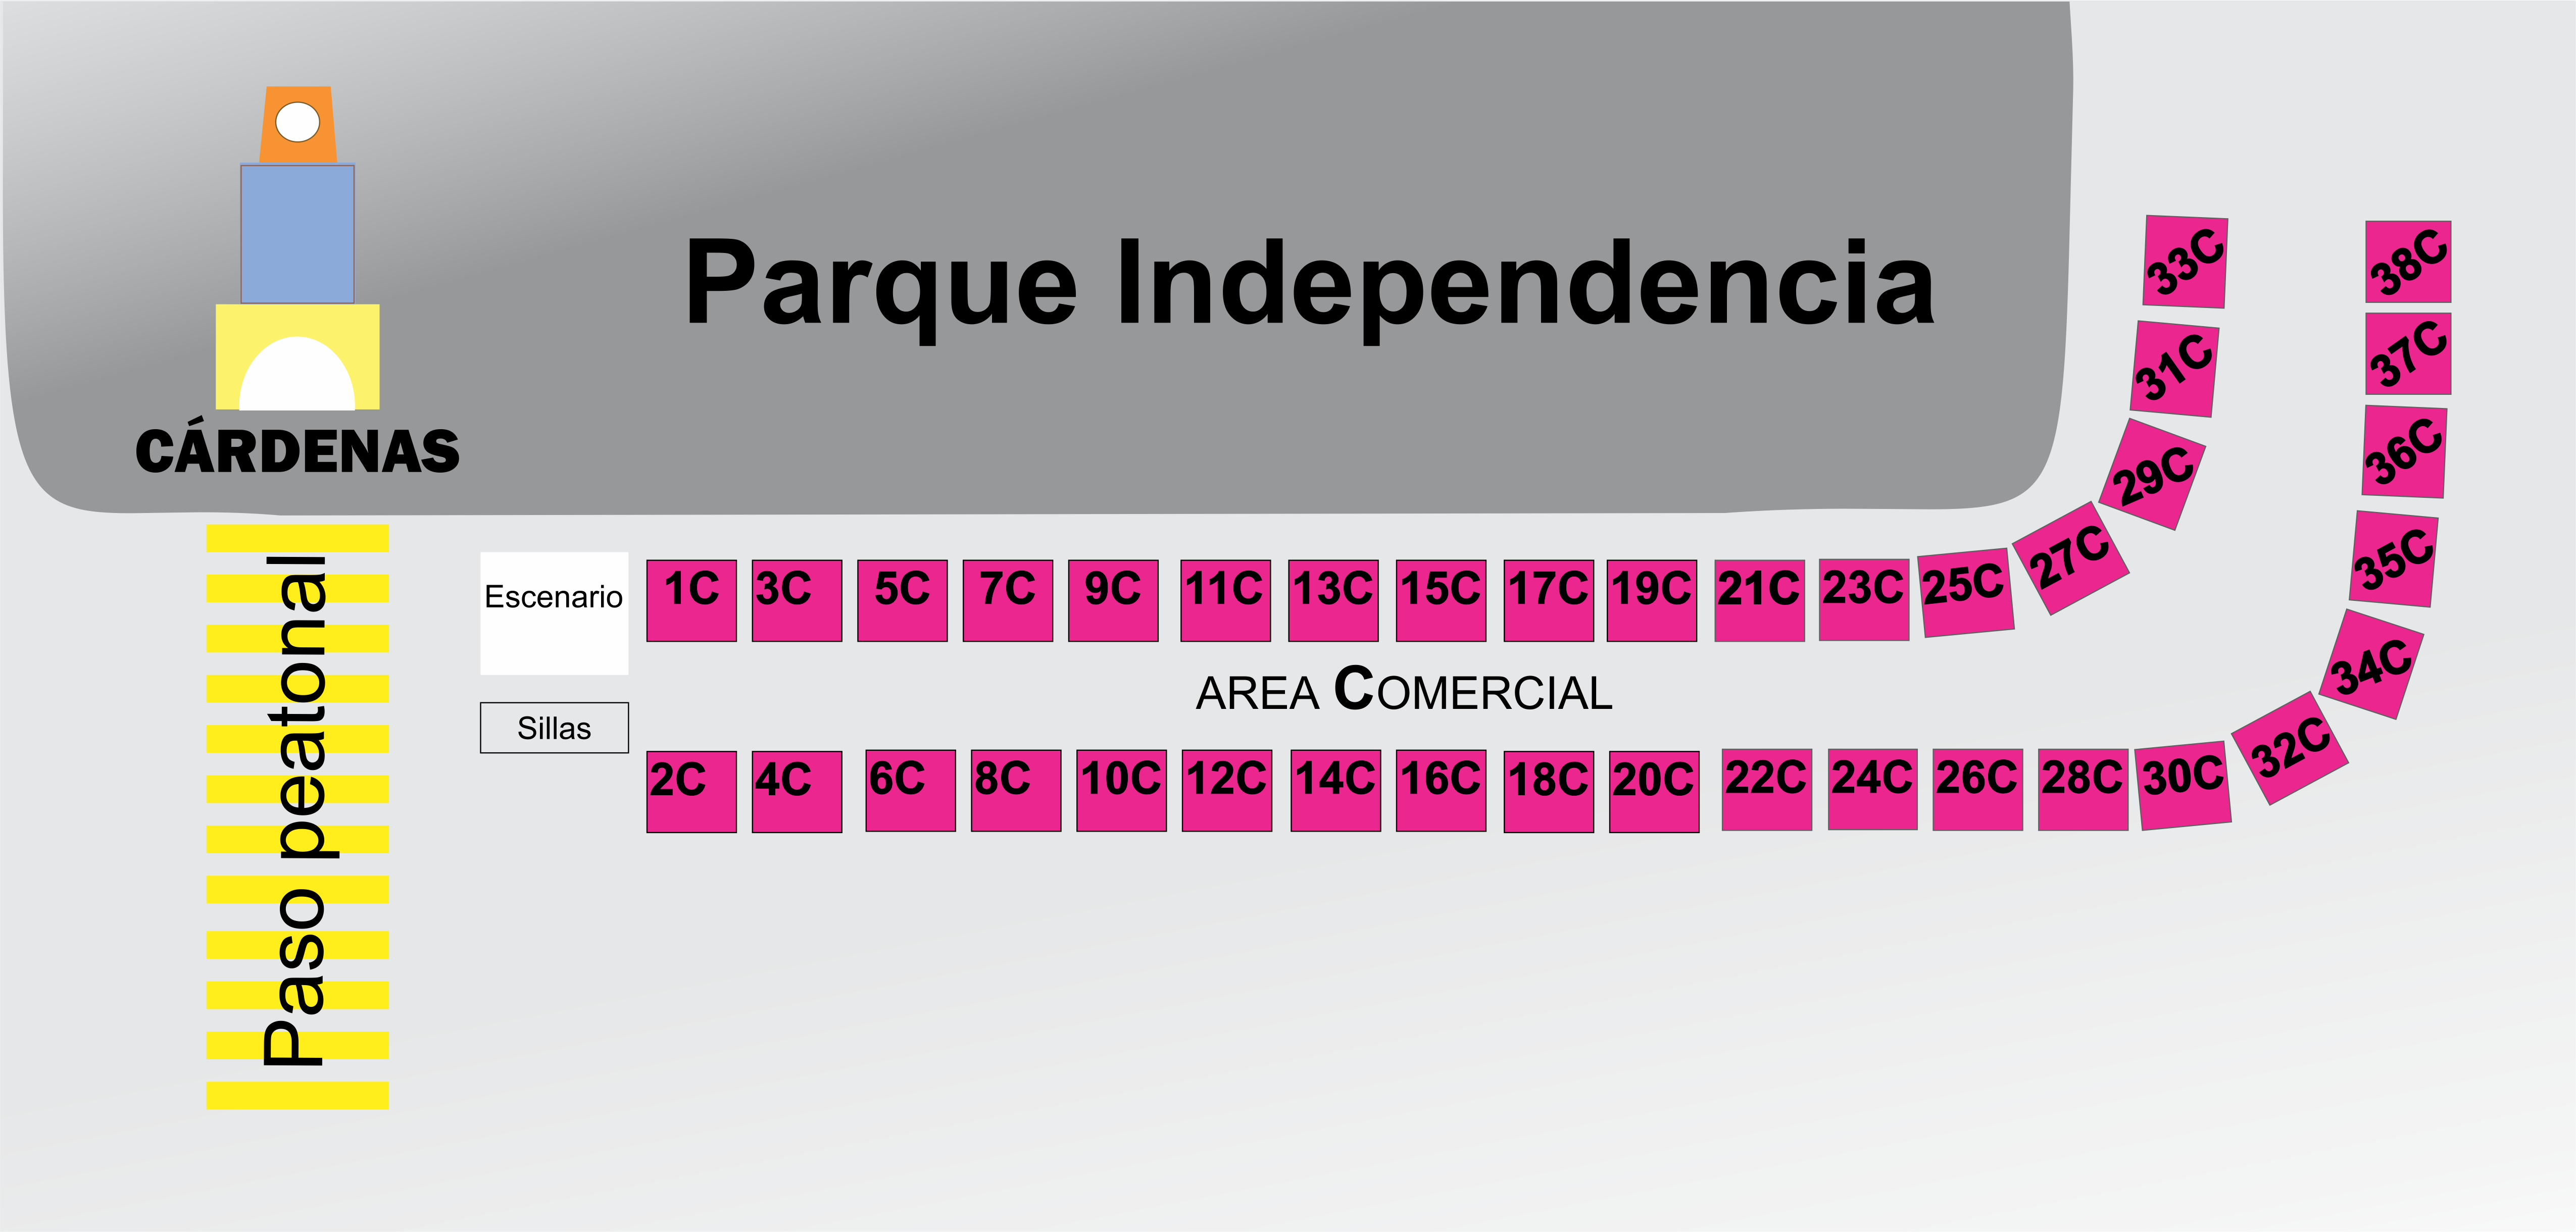 Parque Independencia
CÁRDENAS
Paso peatonal
Escenario
Sillas
1C 3C 5C 7C 9C 11C 13C 15C 17C 19C 21C 23C 25C 27C 29C 31C 33C
AREA COMERCIAL
2C 4C 6C 8C 10C 12C 14C 16C 18C 20C 22C 24C 26C 28C 30C 32C 34C 35C 36C 37C 38C